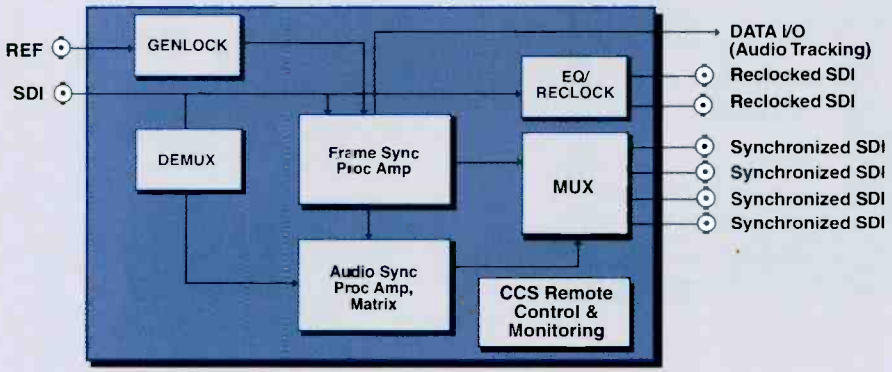 REF
GENLOCK
DATA I/O
(Audio Tracking)
SDI
EQ/
RECLOCK
Reclocked SDI
Reclocked SDI
DEMUX
Frame Sync
Proc Amp
MUX
Synchronized SDI
Synchronized SDI
Synchronized SDI
Synchronized SDI
Audio Sync
Proc Amp,
Matrix
CCS Remote
Control &
Monitoring